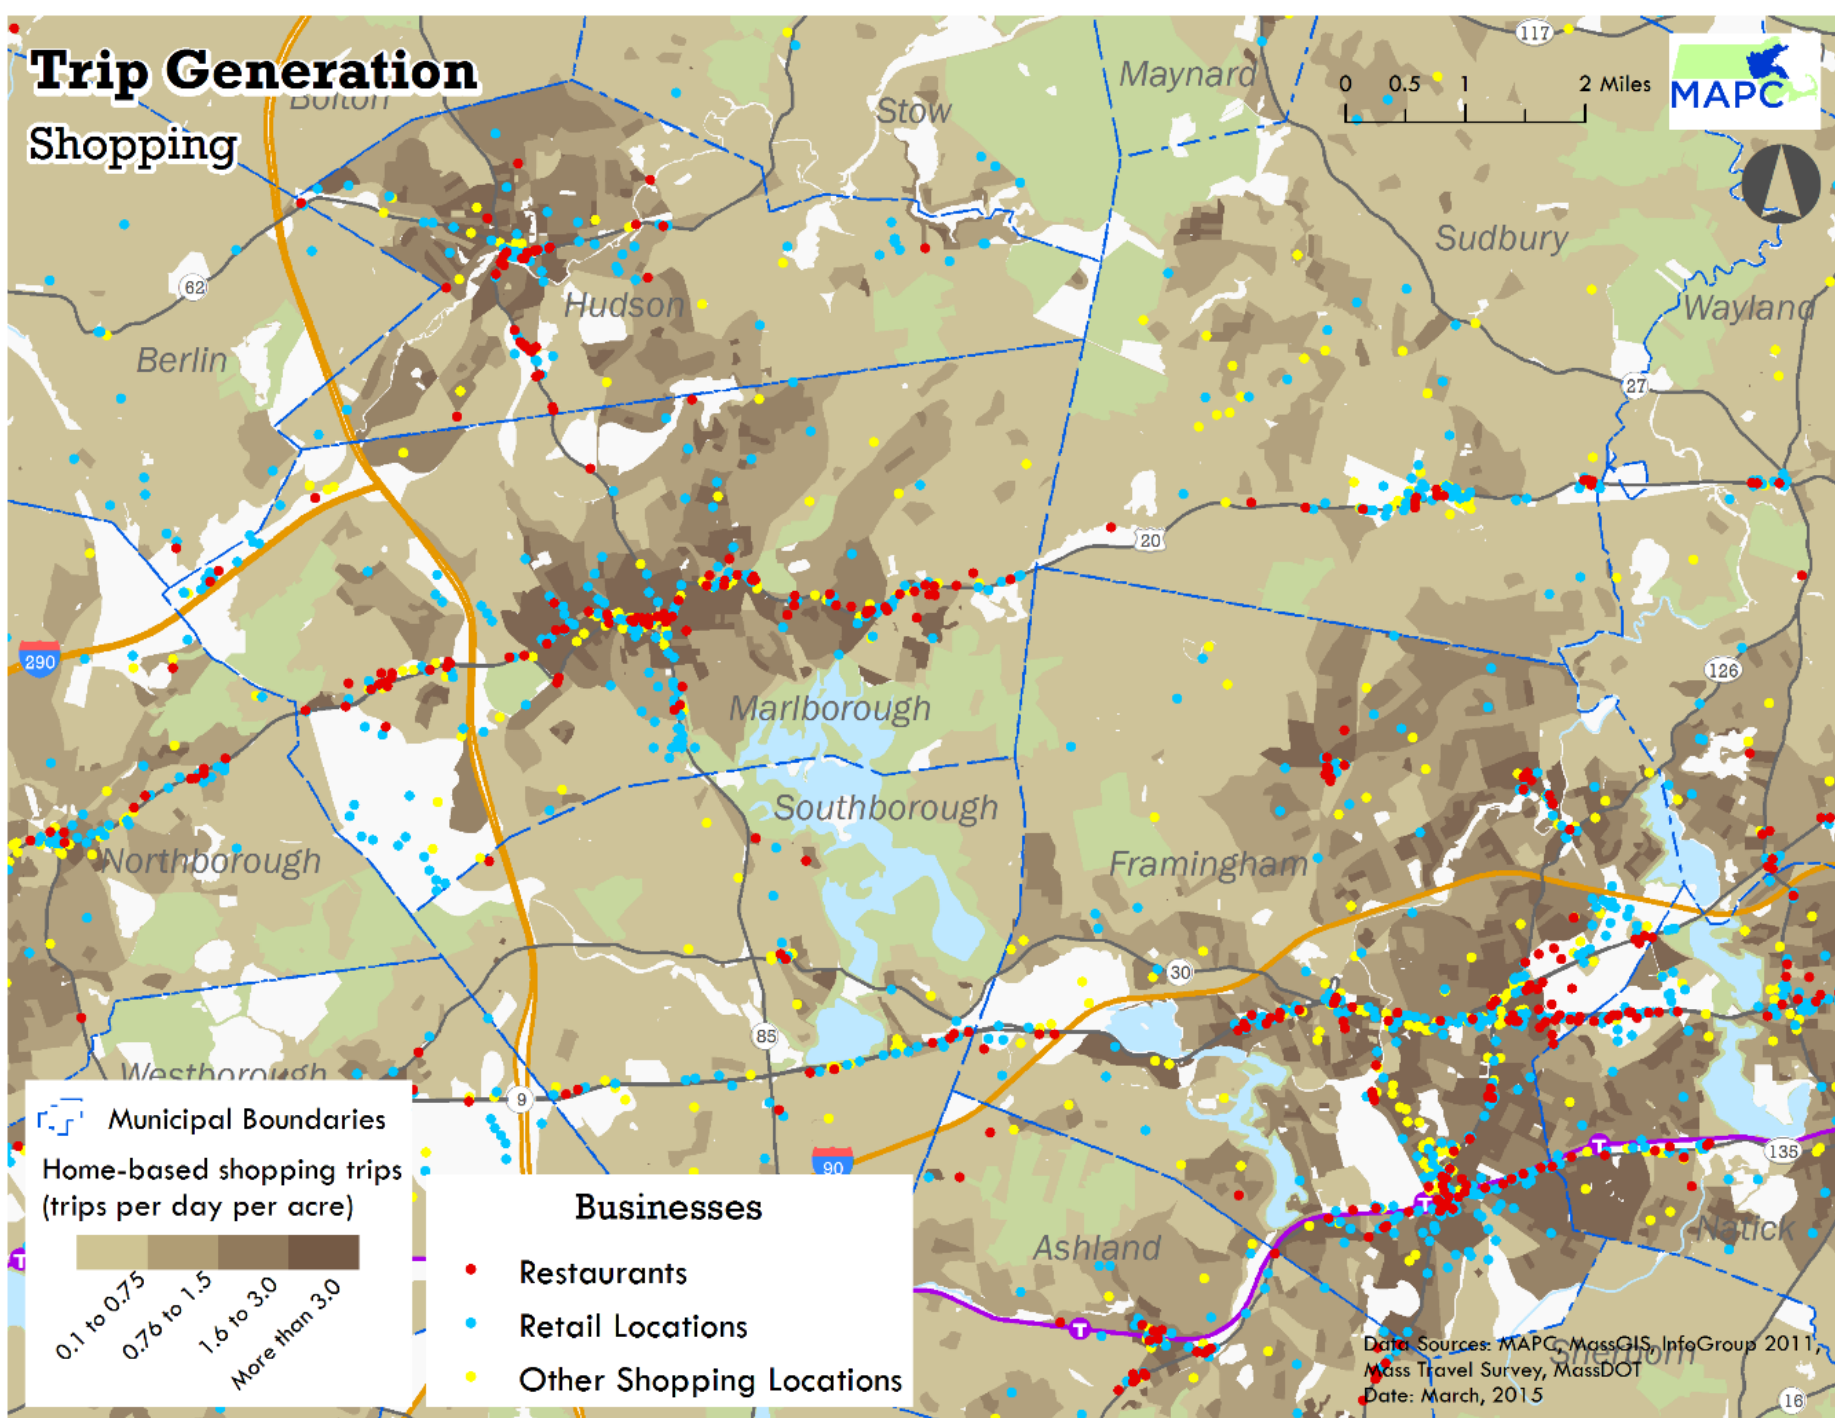 Trip Generation
Shopping
Bolton
Stow
Maynard
117
0 0.5 1 2 Miles
MAPC
Sudbury
Wayland
62
Hudson
Berlin
27
20
290
126
Marlborough
Southborough
Northborough
Framingham
30
85
Westborough
9
90
135
Natick
Ashland
Sherborn
16
T
T
T
T
Municipal Boundaries
Home-based shopping trips
(trips per day per acre)
0.1 to 0.75
0.76 to 1.5
1.6 to 3.0
More than 3.0
Businesses
Restaurants
Retail Locations
Other Shopping Locations
Data Sources: MAPC, MassGIS, InfoGroup 2011,
Mass Travel Survey, MassDOT
Date: March, 2015